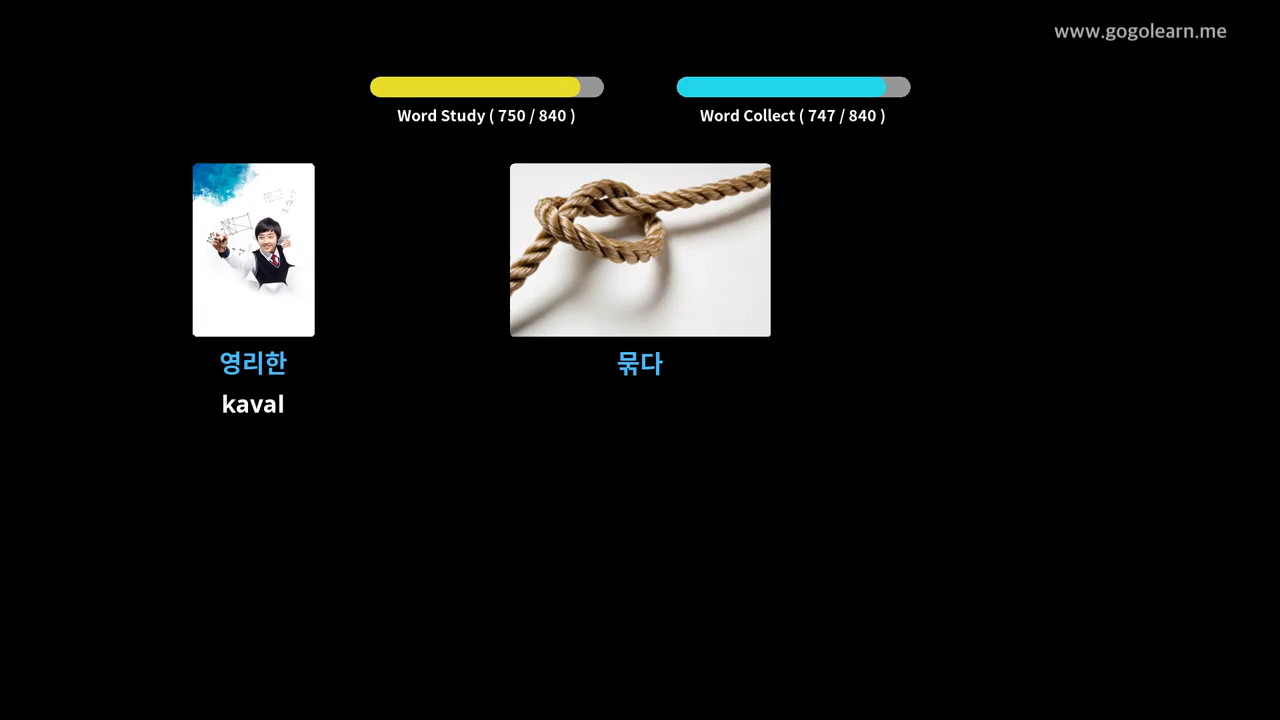 www.gogolearn.me
Word Study ( 750 / 840 )
Word Collect ( 747 / 840 )
영리한
kaval
묶다